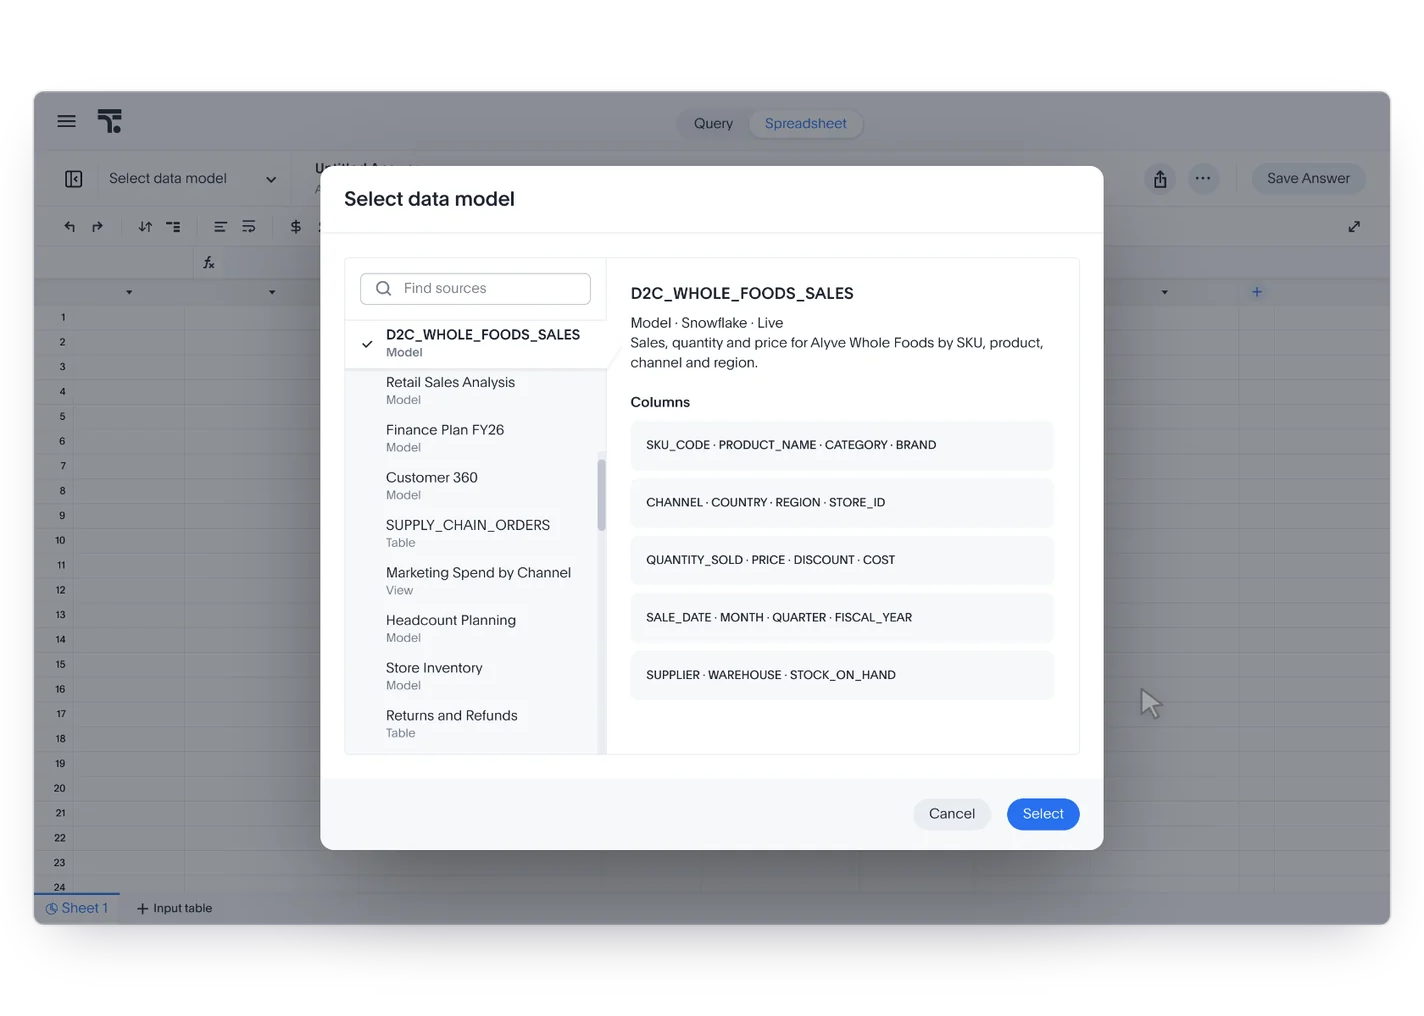 Query
Spreadsheet
Select data model
Save Answer
Select data model
Find sources
D2C_WHOLE_FOODS_SALES
Model
Retail Sales Analysis
Model
Finance Plan FY26
Model
Customer 360
Model
SUPPLY_CHAIN_ORDERS
Table
Marketing Spend by Channel
View
Headcount Planning
Model
Store Inventory
Model
Returns and Refunds
Table
D2C_WHOLE_FOODS_SALES
Model · Snowflake · Live
Sales, quantity and price for Alyve Whole Foods by SKU, product,
channel and region.
Columns
SKU_CODE · PRODUCT_NAME · CATEGORY · BRAND
CHANNEL · COUNTRY · REGION · STORE_ID
QUANTITY_SOLD · PRICE · DISCOUNT · COST
SALE_DATE · MONTH · QUARTER · FISCAL_YEAR
SUPPLIER · WAREHOUSE · STOCK_ON_HAND
Cancel
Select
$
fx
1
2
3
4
5
6
7
8
9
10
11
12
13
14
15
16
17
18
19
20
21
22
23
24
Sheet 1
+ Input table